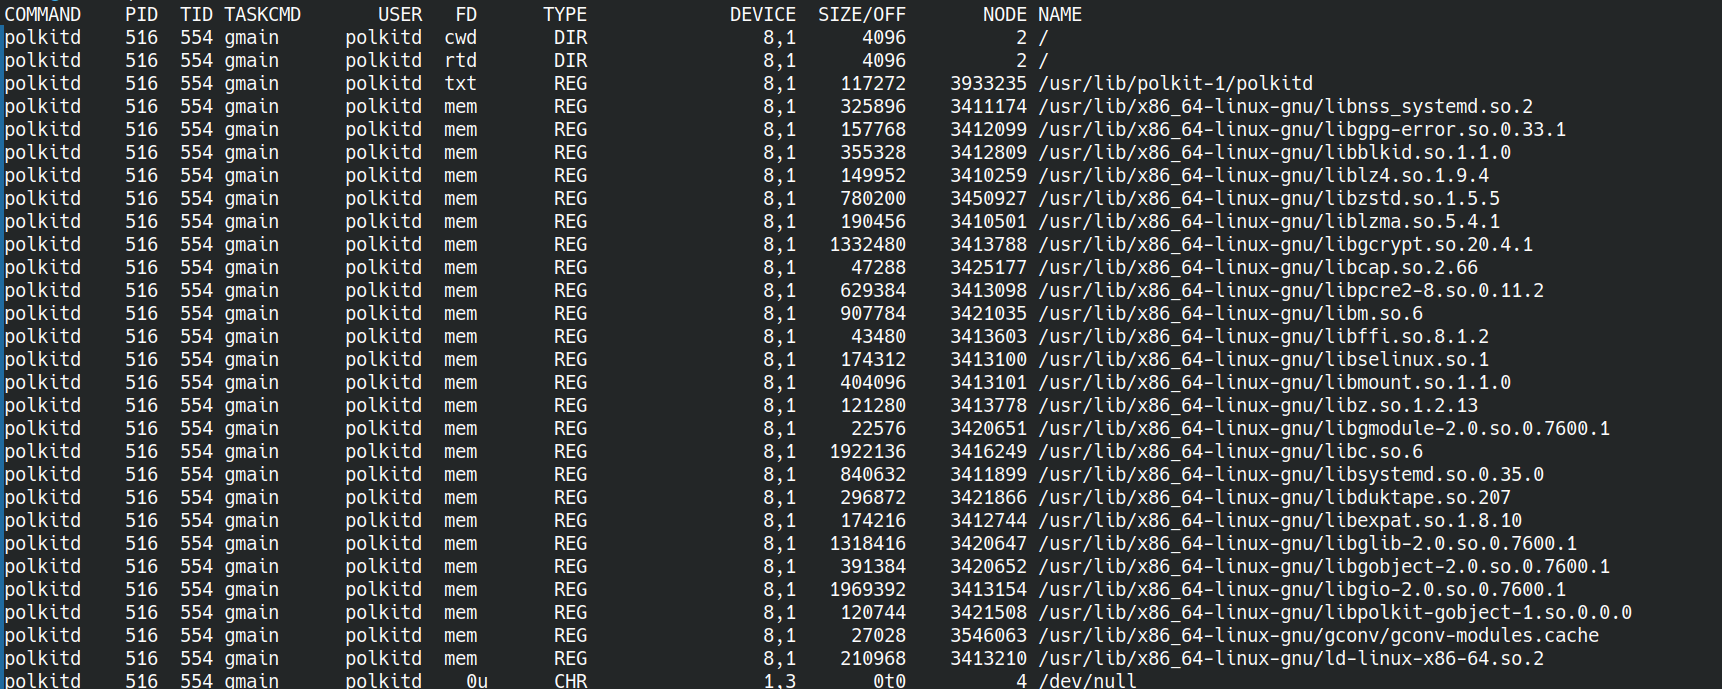 COMMAND    PID  TID TASKCMD       USER   FD      TYPE             DEVICE  SIZE/OFF       NODE NAME
polkitd    516  554 gmain      polkitd  cwd       DIR                8,1      4096          2 /
polkitd    516  554 gmain      polkitd  rtd       DIR                8,1      4096          2 /
polkitd    516  554 gmain      polkitd  txt       REG                8,1    117272    3933235 /usr/lib/polkit-1/polkitd
polkitd    516  554 gmain      polkitd  mem       REG                8,1    325896    3411174 /usr/lib/x86_64-linux-gnu/libnss_systemd.so.2
polkitd    516  554 gmain      polkitd  mem       REG                8,1    157768    3412099 /usr/lib/x86_64-linux-gnu/libgpg-error.so.0.33.1
polkitd    516  554 gmain      polkitd  mem       REG                8,1    355328    3412809 /usr/lib/x86_64-linux-gnu/libblkid.so.1.1.0
polkitd    516  554 gmain      polkitd  mem       REG                8,1    149952    3410259 /usr/lib/x86_64-linux-gnu/liblz4.so.1.9.4
polkitd    516  554 gmain      polkitd  mem       REG                8,1    780200    3450927 /usr/lib/x86_64-linux-gnu/libzstd.so.1.5.5
polkitd    516  554 gmain      polkitd  mem       REG                8,1    190456    3410501 /usr/lib/x86_64-linux-gnu/liblzma.so.5.4.1
polkitd    516  554 gmain      polkitd  mem       REG                8,1   1332480    3413788 /usr/lib/x86_64-linux-gnu/libgcrypt.so.20.4.1
polkitd    516  554 gmain      polkitd  mem       REG                8,1     47288    3425177 /usr/lib/x86_64-linux-gnu/libcap.so.2.66
polkitd    516  554 gmain      polkitd  mem       REG                8,1    629384    3413098 /usr/lib/x86_64-linux-gnu/libpcre2-8.so.0.11.2
polkitd    516  554 gmain      polkitd  mem       REG                8,1    907784    3421035 /usr/lib/x86_64-linux-gnu/libm.so.6
polkitd    516  554 gmain      polkitd  mem       REG                8,1     43480    3413603 /usr/lib/x86_64-linux-gnu/libffi.so.8.1.2
polkitd    516  554 gmain      polkitd  mem       REG                8,1    174312    3413100 /usr/lib/x86_64-linux-gnu/libselinux.so.1
polkitd    516  554 gmain      polkitd  mem       REG                8,1    404096    3413101 /usr/lib/x86_64-linux-gnu/libmount.so.1.1.0
polkitd    516  554 gmain      polkitd  mem       REG                8,1    121280    3413778 /usr/lib/x86_64-linux-gnu/libz.so.1.2.13
polkitd    516  554 gmain      polkitd  mem       REG                8,1     22576    3420651 /usr/lib/x86_64-linux-gnu/libgmodule-2.0.so.0.7600.1
polkitd    516  554 gmain      polkitd  mem       REG                8,1   1922136    3416249 /usr/lib/x86_64-linux-gnu/libc.so.6
polkitd    516  554 gmain      polkitd  mem       REG                8,1    840632    3411899 /usr/lib/x86_64-linux-gnu/libsystemd.so.0.35.0
polkitd    516  554 gmain      polkitd  mem       REG                8,1    296872    3421866 /usr/lib/x86_64-linux-gnu/libduktape.so.207
polkitd    516  554 gmain      polkitd  mem       REG                8,1    174216    3412744 /usr/lib/x86_64-linux-gnu/libexpat.so.1.8.10
polkitd    516  554 gmain      polkitd  mem       REG                8,1   1318416    3420647 /usr/lib/x86_64-linux-gnu/libglib-2.0.so.0.7600.1
polkitd    516  554 gmain      polkitd  mem       REG                8,1    391384    3420652 /usr/lib/x86_64-linux-gnu/libgobject-2.0.so.0.7600.1
polkitd    516  554 gmain      polkitd  mem       REG                8,1   1969392    3413154 /usr/lib/x86_64-linux-gnu/libgio-2.0.so.0.7600.1
polkitd    516  554 gmain      polkitd  mem       REG                8,1    120744    3421508 /usr/lib/x86_64-linux-gnu/libpolkit-gobject-1.so.0.0.0
polkitd    516  554 gmain      polkitd  mem       REG                8,1     27028    3546063 /usr/lib/x86_64-linux-gnu/gconv/gconv-modules.cache
polkitd    516  554 gmain      polkitd  mem       REG                8,1    210968    3413210 /usr/lib/x86_64-linux-gnu/ld-linux-x86-64.so.2
polkitd    516  554 gmain      polkitd    0u      CHR                1,3       0t0          4 /dev/null